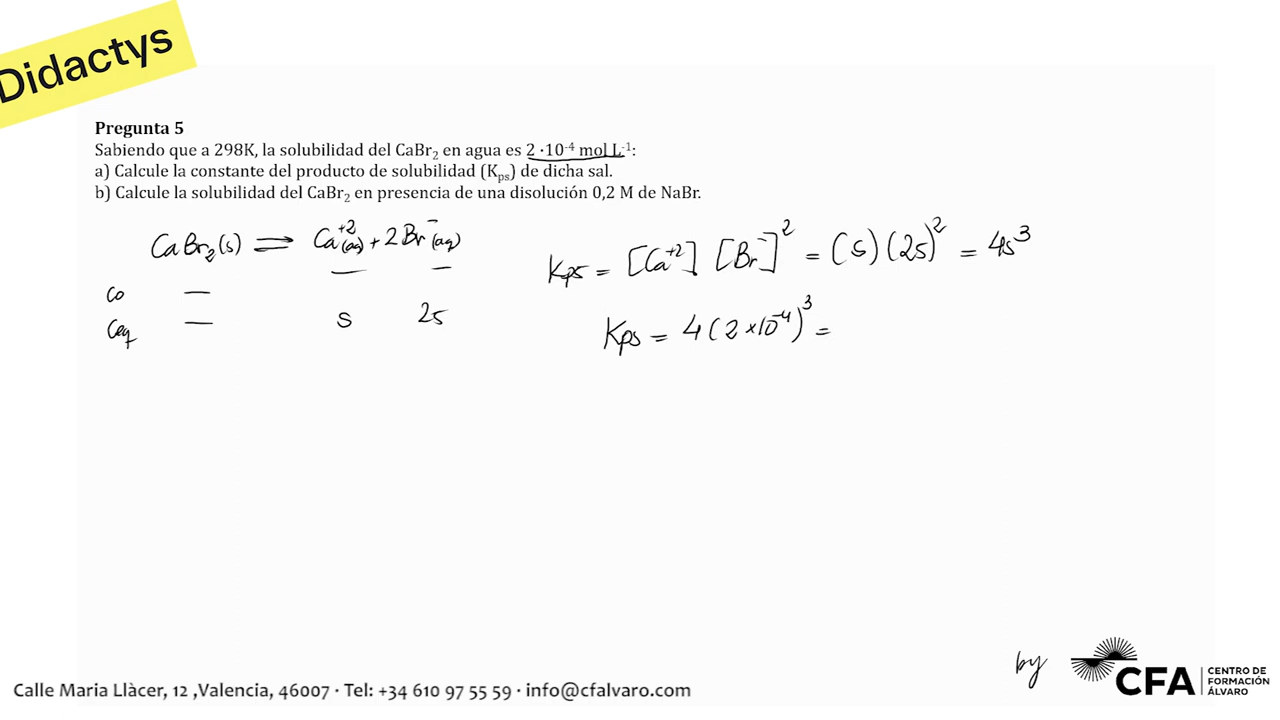 Didactys
Pregunta 5
Sabiendo que a 298K, la solubilidad del CaBr₂ en agua es 2 ·10⁻⁴ mol L⁻¹:
a) Calcule la constante del producto de solubilidad (Kₚₛ) de dicha sal.
b) Calcule la solubilidad del CaBr₂ en presencia de una disolución 0,2 M de NaBr.
CaBr₂(s) ⇌ Ca⁺²(aq) + 2Br⁻(aq)
Kps = [Ca⁺²] [Br⁻]² = (s)(2s)² = 4s³
Co — — —
Ceq — s 2s
Kps = 4(2×10⁻⁴)³ =
by
CFA CENTRO DE
FORMACIÓN
ÁLVARO
Calle Maria Llàcer, 12 ,Valencia, 46007 · Tel: +34 610 97 55 59 · info@cfalvaro.com